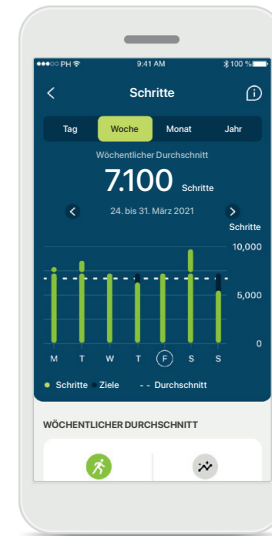 PH 9:41 AM 100 %
Schritte
Tag Woche Monat Jahr
Wöchentlicher Durchschnitt
7.100 Schritte
24. bis 31. März 2021
Schritte
10,000
5,000
0
M T W T F S S
Schritte Ziele - - Durchschnitt
WÖCHENTLICHER DURCHSCHNITT